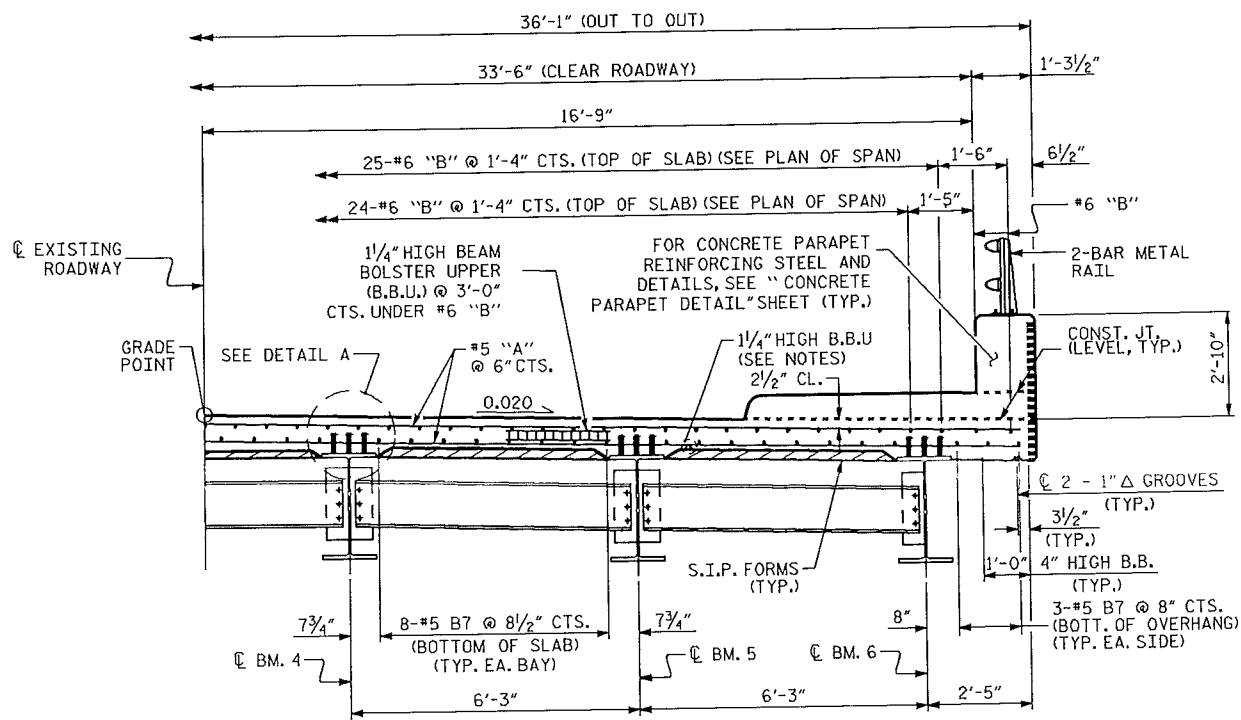 36'-1" (OUT TO OUT)
33'-6" (CLEAR ROADWAY)
1'-3½"
16'-9"
25-#6 "B" @ 1'-4" CTS. (TOP OF SLAB) (SEE PLAN OF SPAN)
1'-6"
6½"
24-#6 "B" @ 1'-4" CTS. (TOP OF SLAB) (SEE PLAN OF SPAN)
1'-5"
#6 "B"
℄ EXISTING
ROADWAY
1¼" HIGH BEAM
BOLSTER UPPER
(B.B.U.) @ 3'-0"
CTS. UNDER #6 "B"
FOR CONCRETE PARAPET
REINFORCING STEEL AND
DETAILS, SEE "CONCRETE
PARAPET DETAIL" SHEET (TYP.)
2-BAR METAL
RAIL
GRADE
POINT
SEE DETAIL A
#5 "A"
@ 6" CTS.
1¼" HIGH B.B.U
(SEE NOTES)
2½" CL.
CONST. JT.
(LEVEL, TYP.)
2'-10"
0.020
℄ 2 - 1" △ GROOVES
(TYP.)
3½"
(TYP.)
S.I.P. FORMS
(TYP.)
1'-0"
4" HIGH B.B.
(TYP.)
7¾"
8-#5 B7 @ 8½" CTS.
(BOTTOM OF SLAB)
(TYP. EA. BAY)
7¾"
8"
3-#5 B7 @ 8" CTS.
(BOTT. OF OVERHANG)
(TYP. EA. SIDE)
℄ BM. 4
℄ BM. 5
℄ BM. 6
6'-3"
6'-3"
2'-5"